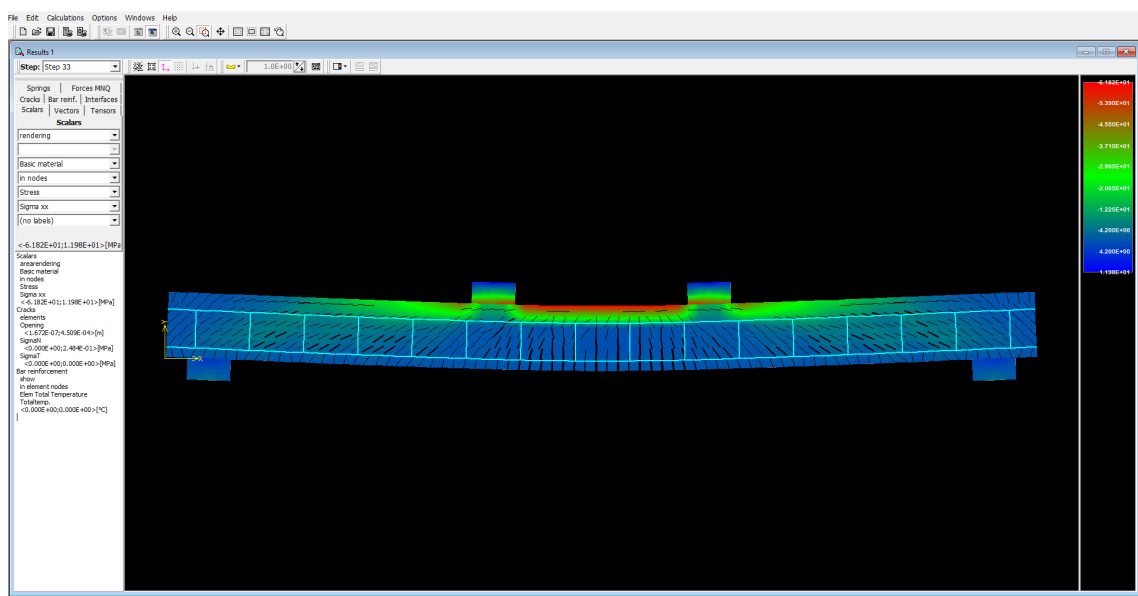 File Edit Calculations Options Windows Help
Results 1
Step: Step 33
1.0E+00
Springs Forces MNQ
Cracks Bar reinf. Interfaces
Scalars Vectors Tensors
Scalars
rendering
Basic material
in nodes
Stress
Sigma xx
(no labels)
<-6.182E+01;1.198E+01>[MPa
Scalars
arearendering
Basic material
in nodes
Stress
Sigma xx
<-6.182E+01;1.198E+01>[MPa]
Cracks
elements
Opening
<1.672E-07;4.509E-04>[m]
SigmaN
<0.000E+00;2.484E-01>[MPa]
SigmaT
<0.000E+00;0.000E+00>[MPa]
Bar reinforcement
show
in element nodes
Elem Total Temperature
Totaltemp.
<0.000E+00;0.000E+00>[°C]
Y
X
-6.182E+01
-5.390E+01
-4.550E+01
-3.710E+01
-2.905E+01
-2.065E+01
-1.225E+01
-4.200E+00
4.200E+00
1.198E+01